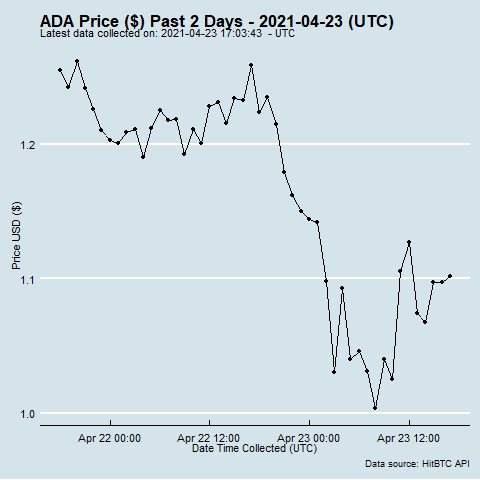 ADA Price ($) Past 2 Days - 2021-04-23 (UTC)
Latest data collected on: 2021-04-23 17:03:43  - UTC
Price USD ($)
1.2
1.1
1.0
Apr 22 00:00 Apr 22 12:00 Apr 23 00:00 Apr 23 12:00
Date Time Collected (UTC)
Data source: HitBTC API